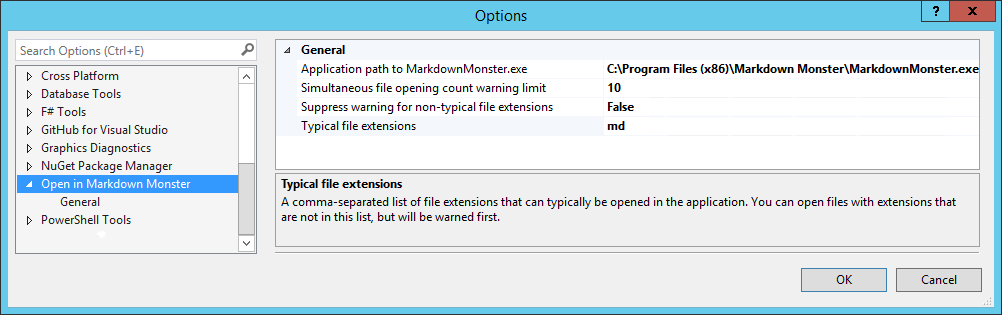 Options
?
Search Options (Ctrl+E)
Cross Platform
Database Tools
F# Tools
GitHub for Visual Studio
Graphics Diagnostics
NuGet Package Manager
Open in Markdown Monster
General
PowerShell Tools
General
Application path to MarkdownMonster.exe C:\Program Files (x86)\Markdown Monster\MarkdownMonster.exe
Simultaneous file opening count warning limit 10
Suppress warning for non-typical file extensions False
Typical file extensions md
Typical file extensions
A comma-separated list of file extensions that can typically be opened in the application. You can open files with extensions that
are not in this list, but will be warned first.
OK Cancel